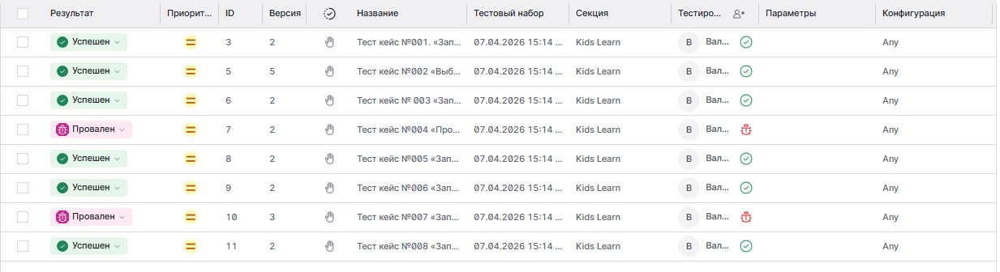 Результат Приорит... ID Версия Название Тестовый набор Секция Тестиро... Параметры Конфигурация
Успешен 3 2 Тест кейс №001. «Зап... 07.04.2026 15:14 ... Kids Learn В Вал... Any
Успешен 5 5 Тест кейс №002 «Выб... 07.04.2026 15:14 ... Kids Learn В Вал... Any
Успешен 6 2 Тест кейс № 003 «Зап... 07.04.2026 15:14 ... Kids Learn В Вал... Any
Провален 7 2 Тест кейс №004 «Про... 07.04.2026 15:14 ... Kids Learn В Вал... Any
Успешен 8 2 Тест кейс №005 «Зап... 07.04.2026 15:14 ... Kids Learn В Вал... Any
Успешен 9 2 Тест кейс №006 «Зап... 07.04.2026 15:14 ... Kids Learn В Вал... Any
Провален 10 3 Тест кейс №007 «Зап... 07.04.2026 15:14 ... Kids Learn В Вал... Any
Успешен 11 2 Тест кейс №008 «Зап... 07.04.2026 15:14 ... Kids Learn В Вал... Any